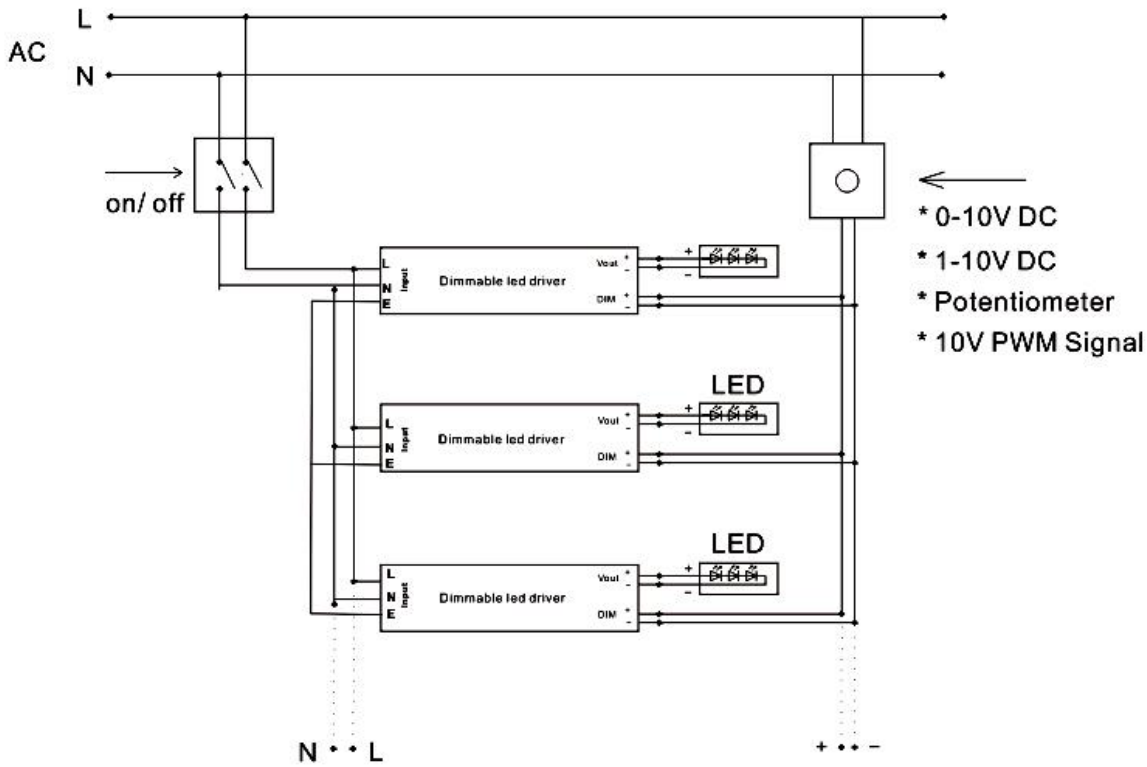 L
AC
N
on/ off
* 0-10V DC
* 1-10V DC
* Potentiometer
* 10V PWM Signal
L
N
E
Input
Dimmable led driver
Vout + -
DIM + -
+
-
LED
L
N
E
Input
Dimmable led driver
Vout + -
DIM + -
+
-
LED
L
N
E
Input
Dimmable led driver
Vout + -
DIM + -
+
-
N L
+ -